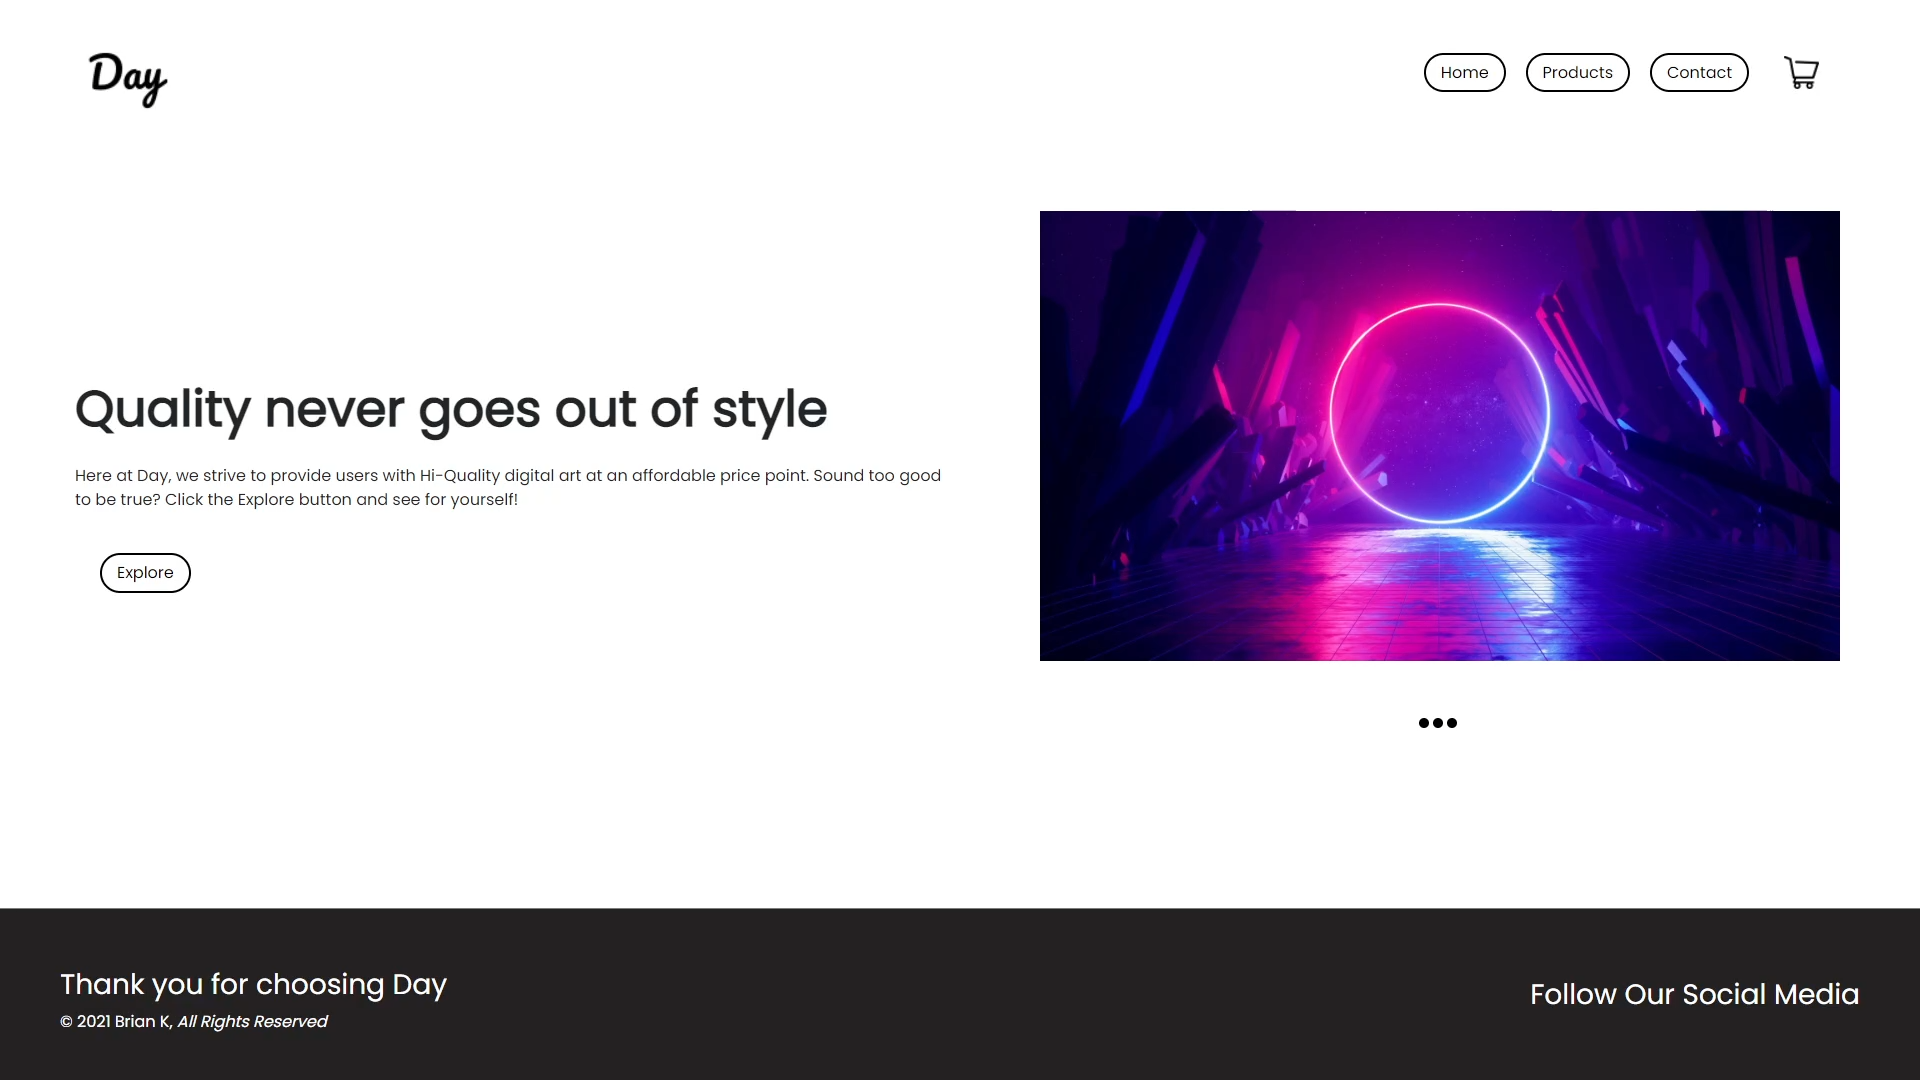 Day
Home
Products
Contact
Quality never goes out of style
Here at Day, we strive to provide users with Hi-Quality digital art at an affordable price point. Sound too good
to be true? Click the Explore button and see for yourself!
Explore
Thank you for choosing Day
© 2021 Brian K, All Rights Reserved
Follow Our Social Media